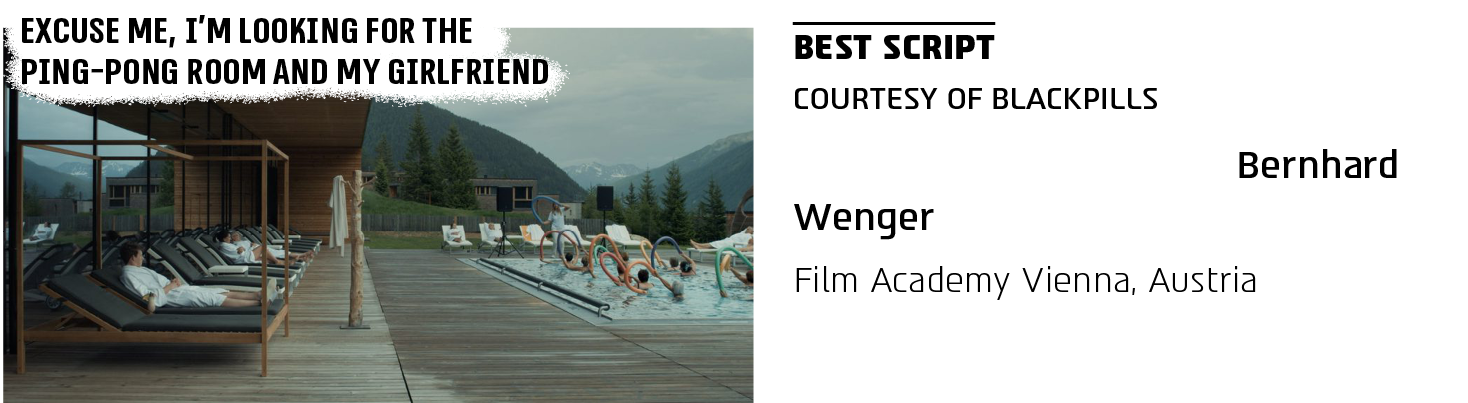 EXCUSE ME, I'M LOOKING FOR THE
PING-PONG ROOM AND MY GIRLFRIEND
BEST SCRIPT
COURTESY OF BLACKPILLS
Bernhard
Wenger
Film Academy Vienna, Austria